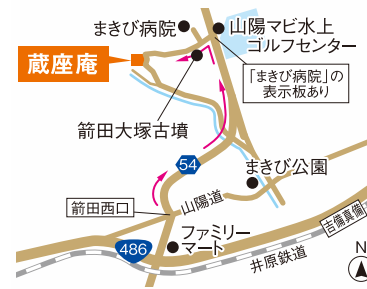 まきび病院
山陽マビ水上
ゴルフセンター
蔵座庵
「まきび病院」の
表示板あり
箭田大塚古墳
54
まきび公園
山陽道
箭田西口
吉備真備
ファミリー
マート
486
井原鉄道
N